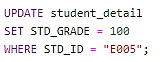 UPDATE student_detail
SET STD_GRADE = 100
WHERE STD_ID = "E005";